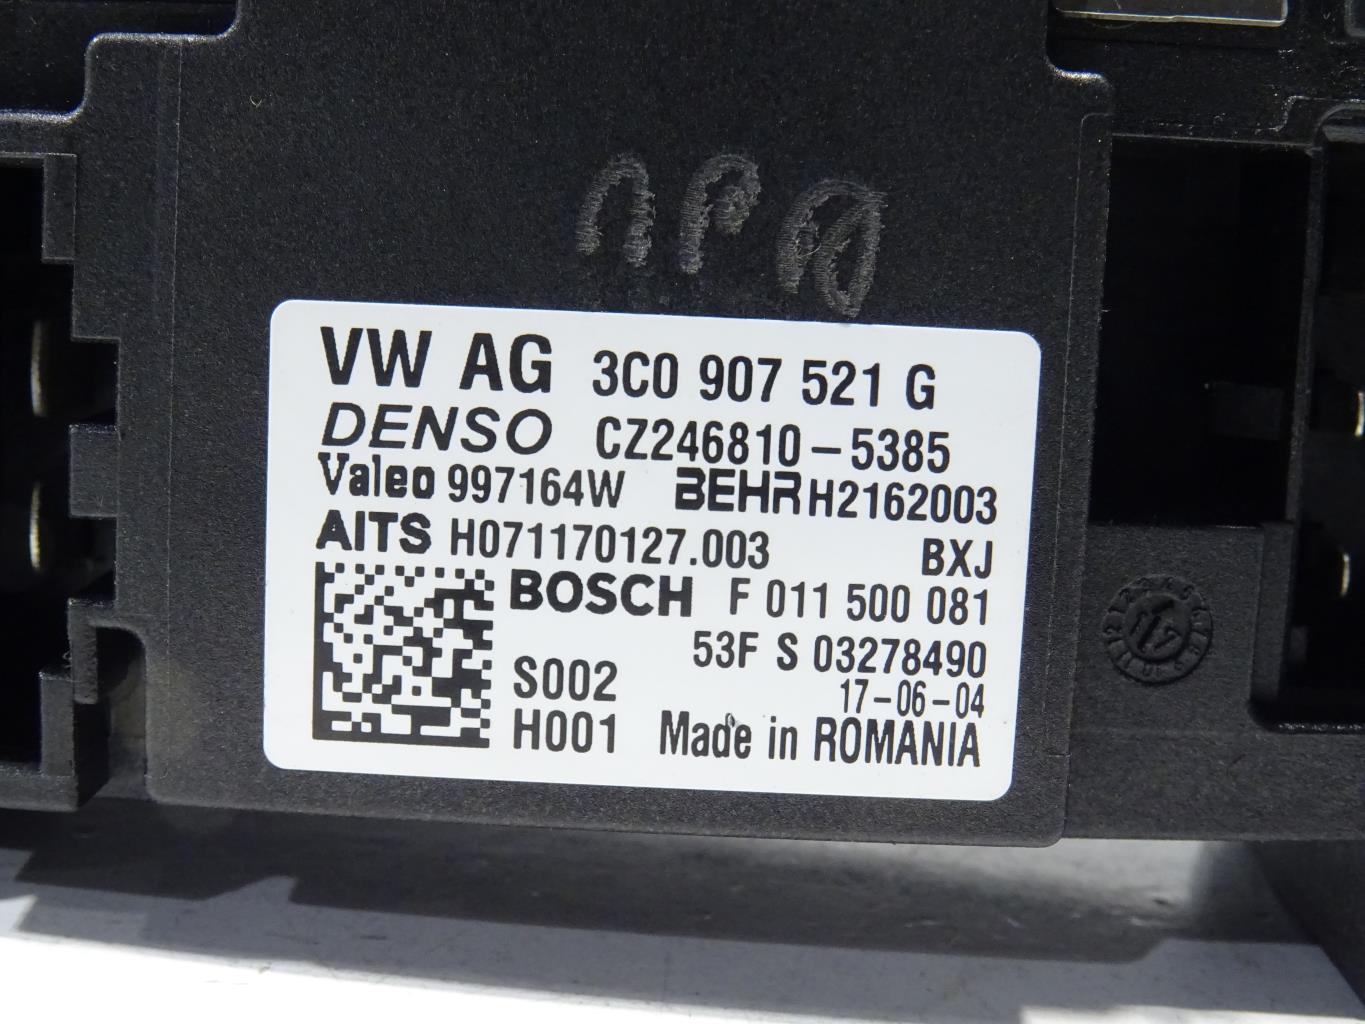 VW AG 3C0 907 521 G
DENSO CZ246810-5385
Valeo 997164W BEHR H2162003
AITS H071170127.003 BXJ
BOSCH F 011 500 081
53F S 03278490
S002 17-06-04
H001 Made in ROMANIA